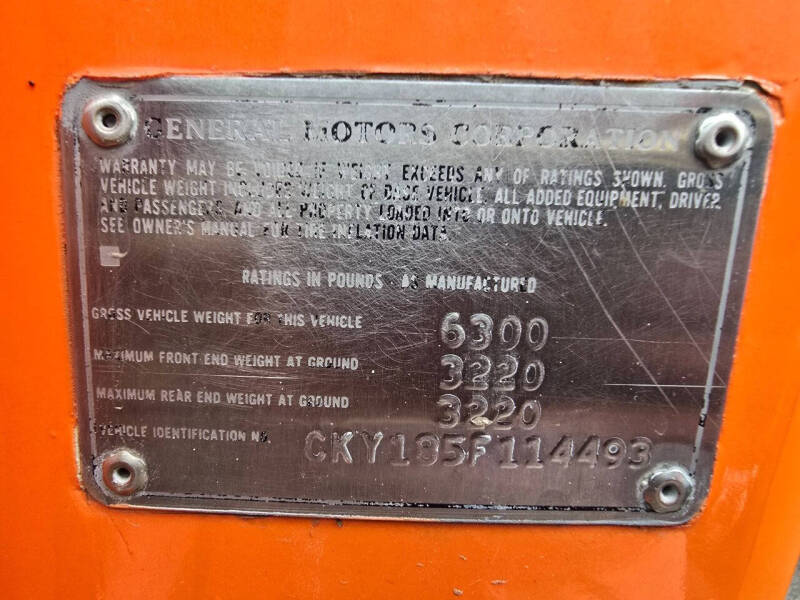 GENERAL MOTORS CORPORATION
WARRANTY MAY BE VOIDED IF WEIGHT EXCEEDS ANY OF RATINGS SHOWN. GROSS
VEHICLE WEIGHT INCLUDES WEIGHT OF BASE VEHICLE, ALL ADDED EQUIPMENT, DRIVER
AND PASSENGERS, AND ALL PROPERTY LOADED INTO OR ONTO VEHICLE.
SEE OWNER'S MANUAL FOR TIRE INFLATION DATA.
RATINGS IN POUNDS - AS MANUFACTURED
GROSS VEHICLE WEIGHT FOR THIS VEHICLE 6300
MAXIMUM FRONT END WEIGHT AT GROUND 3220
MAXIMUM REAR END WEIGHT AT GROUND 3220
VEHICLE IDENTIFICATION NO. CKY185F114493